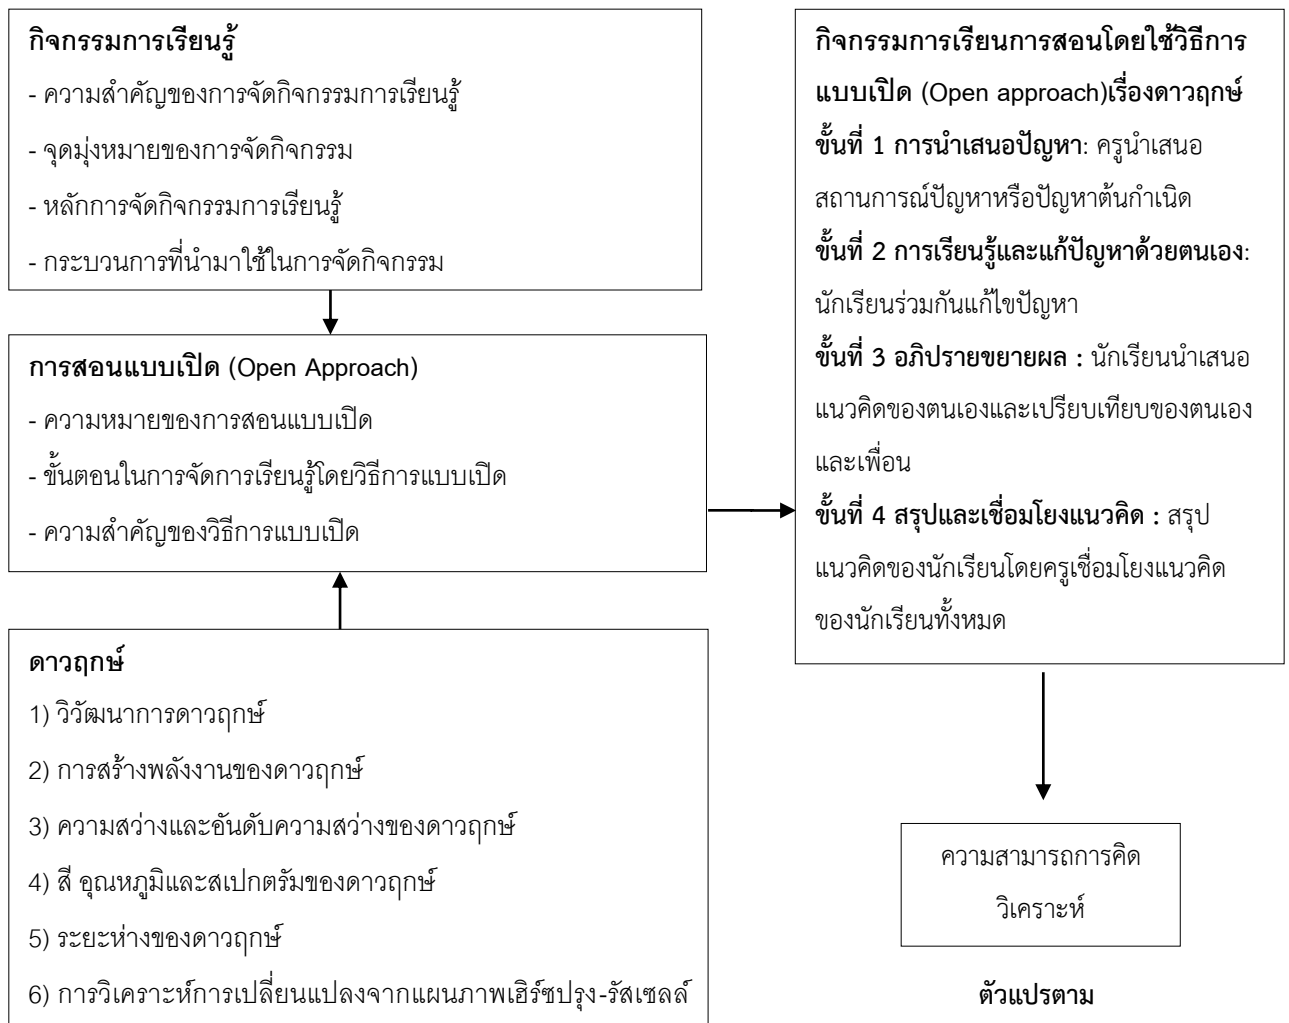 กิจกรรมการเรียนรู้
- ความสำคัญของการจัดกิจกรรมการเรียนรู้
- จุดมุ่งหมายของการจัดกิจกรรม
- หลักการจัดกิจกรรมการเรียนรู้
- กระบวนการที่นำมาใช้ในการจัดกิจกรรม
การสอนแบบเปิด (Open Approach)
- ความหมายของการสอนแบบเปิด
- ขั้นตอนในการจัดการเรียนรู้โดยวิธีการแบบเปิด
- ความสำคัญของวิธีการแบบเปิด
ดาวฤกษ์
1) วิวัฒนาการดาวฤกษ์
2) การสร้างพลังงานของดาวฤกษ์
3) ความสว่างและอันดับความสว่างของดาวฤกษ์
4) สี อุณหภูมิและสเปกตรัมของดาวฤกษ์
5) ระยะห่างของดาวฤกษ์
6) การวิเคราะห์การเปลี่ยนแปลงจากแผนภาพเฮิร์ซปรุง-รัสเซลล์
กิจกรรมการเรียนการสอนโดยใช้วิธีการ
แบบเปิด (Open approach)เรื่องดาวฤกษ์
ขั้นที่ 1 การนำเสนอปัญหา: ครูนำเสนอ
สถานการณ์ปัญหาหรือปัญหาต้นกำเนิด
ขั้นที่ 2 การเรียนรู้และแก้ปัญหาด้วยตนเอง:
นักเรียนร่วมกันแก้ไขปัญหา
ขั้นที่ 3 อภิปรายขยายผล : นักเรียนนำเสนอ
แนวคิดของตนเองและเปรียบเทียบของตนเอง
และเพื่อน
ขั้นที่ 4 สรุปและเชื่อมโยงแนวคิด : สรุป
แนวคิดของนักเรียนโดยครูเชื่อมโยงแนวคิด
ของนักเรียนทั้งหมด
ความสามารถการคิด
วิเคราะห์
ตัวแปรตาม